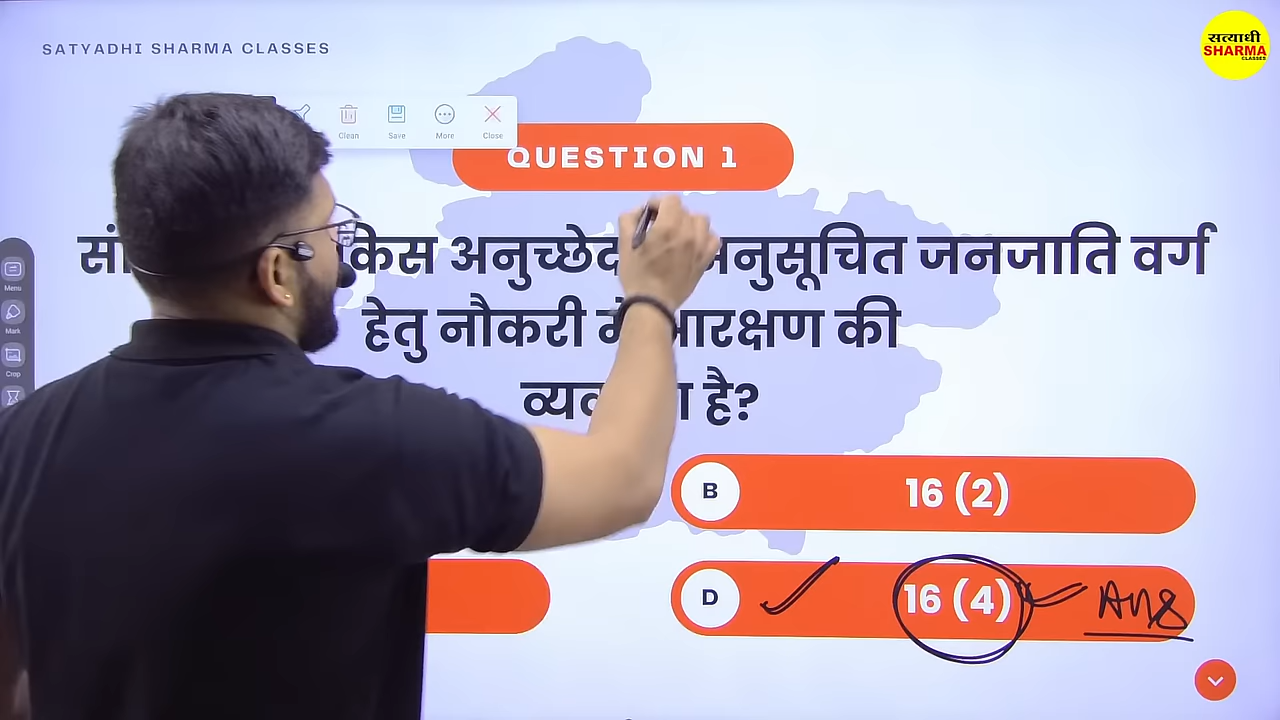 SATYADHI SHARMA CLASSES
सत्याधी
SHARMA
CLASSES
Clean Save More Close
QUESTION 1
किस अनुसूचित जनजाति वर्ग
हेतु नौकरी आरक्षण की
है?
Menu
Mark
Crop
B 16 (2)
D 16 (4) Ans